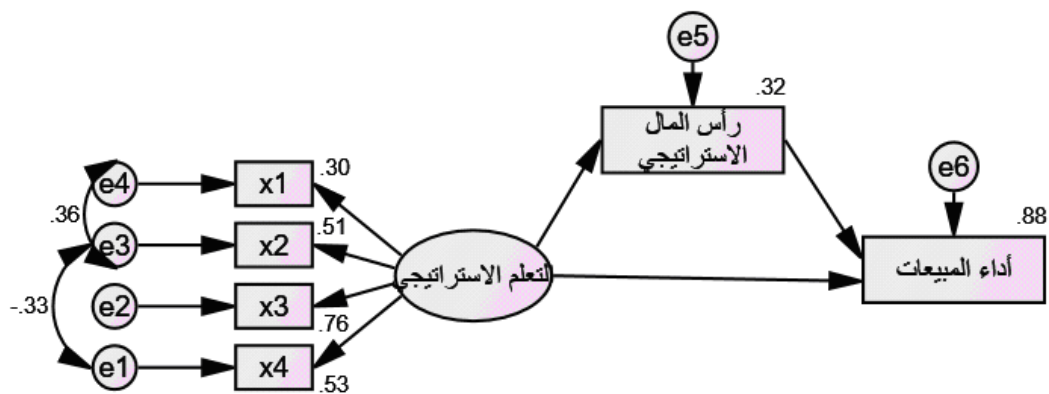 e5
.32
رأس المال
الاستراتيجي
e6
.88
أداء المبيعات
التعلم الاستراتيجي
e4
x1
.30
.36
e3
x2
.51
e2
x3
.76
-.33
e1
x4
.53